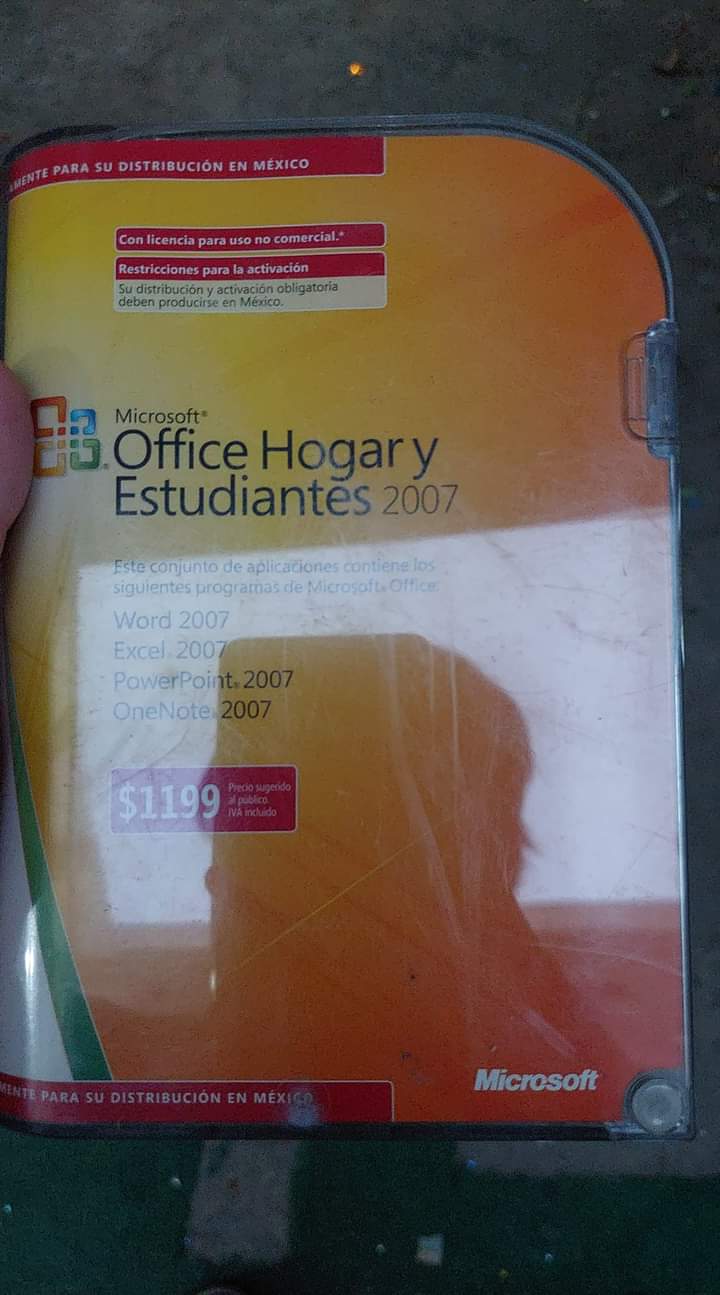 MENTE PARA SU DISTRIBUCIÓN EN MÉXICO
Con licencia para uso no comercial.*
Restricciones para la activación
Su distribución y activación obligatoria
deben producirse en México.
Microsoft®
Office Hogar y
Estudiantes 2007
Este conjunto de aplicaciones contiene los
siguientes programas de Microsoft® Office:
Word 2007
Excel® 2007
PowerPoint® 2007
OneNote® 2007
$1199
Precio sugerido
al público.
IVA incluido
Microsoft
MENTE PARA SU DISTRIBUCIÓN EN MÉXICO